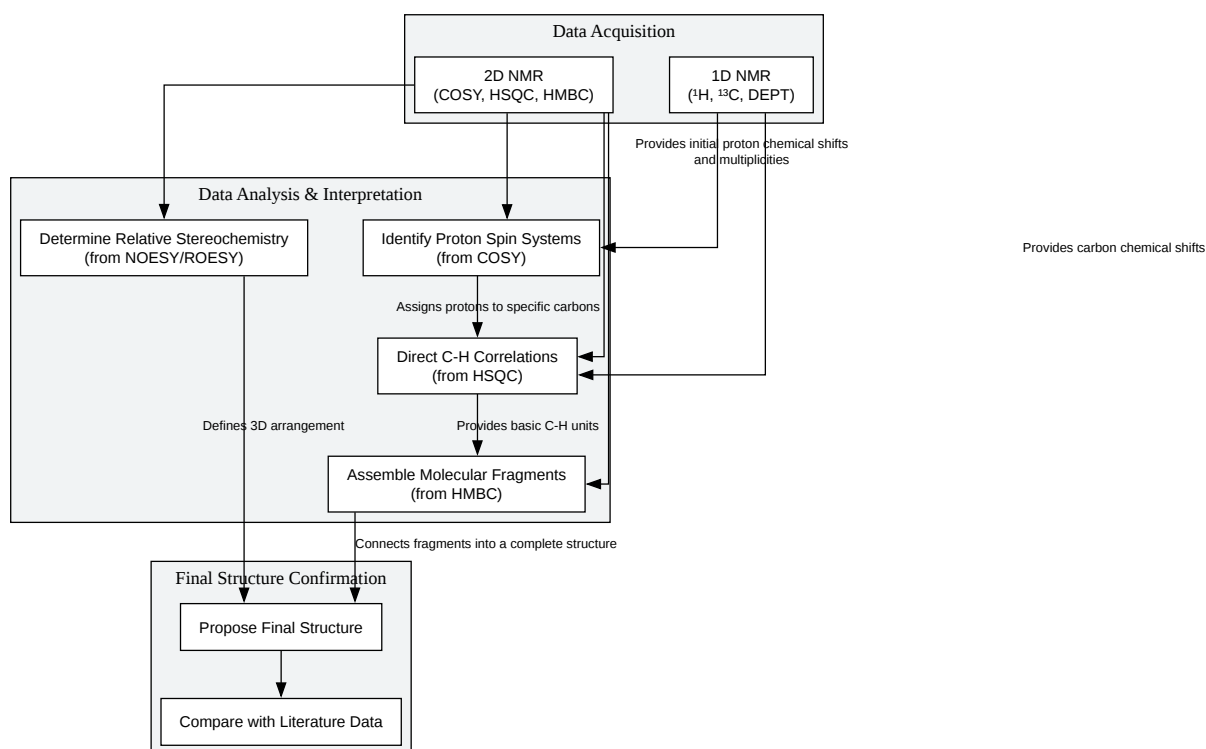 Data Acquisition
2D NMR
(COSY, HSQC, HMBC)
1D NMR
(¹H, ¹³C, DEPT)
Provides initial proton chemical shifts
and multiplicities
Data Analysis & Interpretation
Determine Relative Stereochemistry
(from NOESY/ROESY)
Identify Proton Spin Systems
(from COSY)
Provides carbon chemical shifts
Assigns protons to specific carbons
Direct C-H Correlations
(from HSQC)
Defines 3D arrangement
Provides basic C-H units
Assemble Molecular Fragments
(from HMBC)
Connects fragments into a complete structure
Final Structure Confirmation
Propose Final Structure
Compare with Literature Data